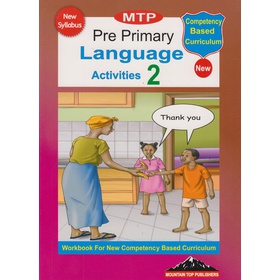 MTP
New
Syllabus
Pre Primary
Language
Activities 2
Competency
Based
Curriculum
New
Thank you
Workbook For New Competency Based Curriculum
MOUNTAIN TOP PUBLISHERS